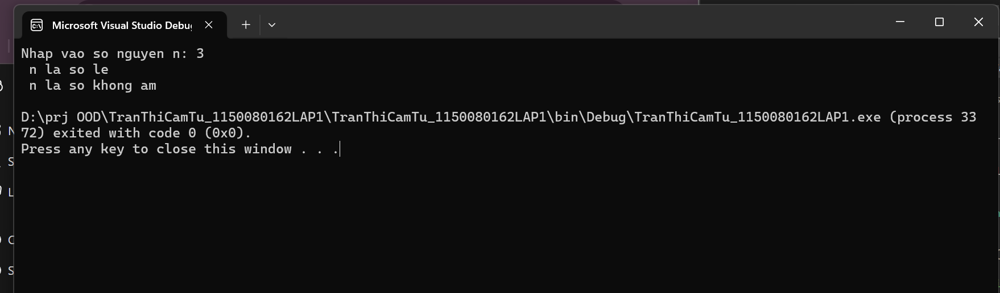 Microsoft Visual Studio Debu
Nhap vao so nguyen n: 3
n la so le
n la so khong am
D:\prj OOD\TranThiCamTu_1150080162LAP1\TranThiCamTu_1150080162LAP1\bin\Debug\TranThiCamTu_1150080162LAP1.exe (process 33
72) exited with code 0 (0x0).
Press any key to close this window . . .